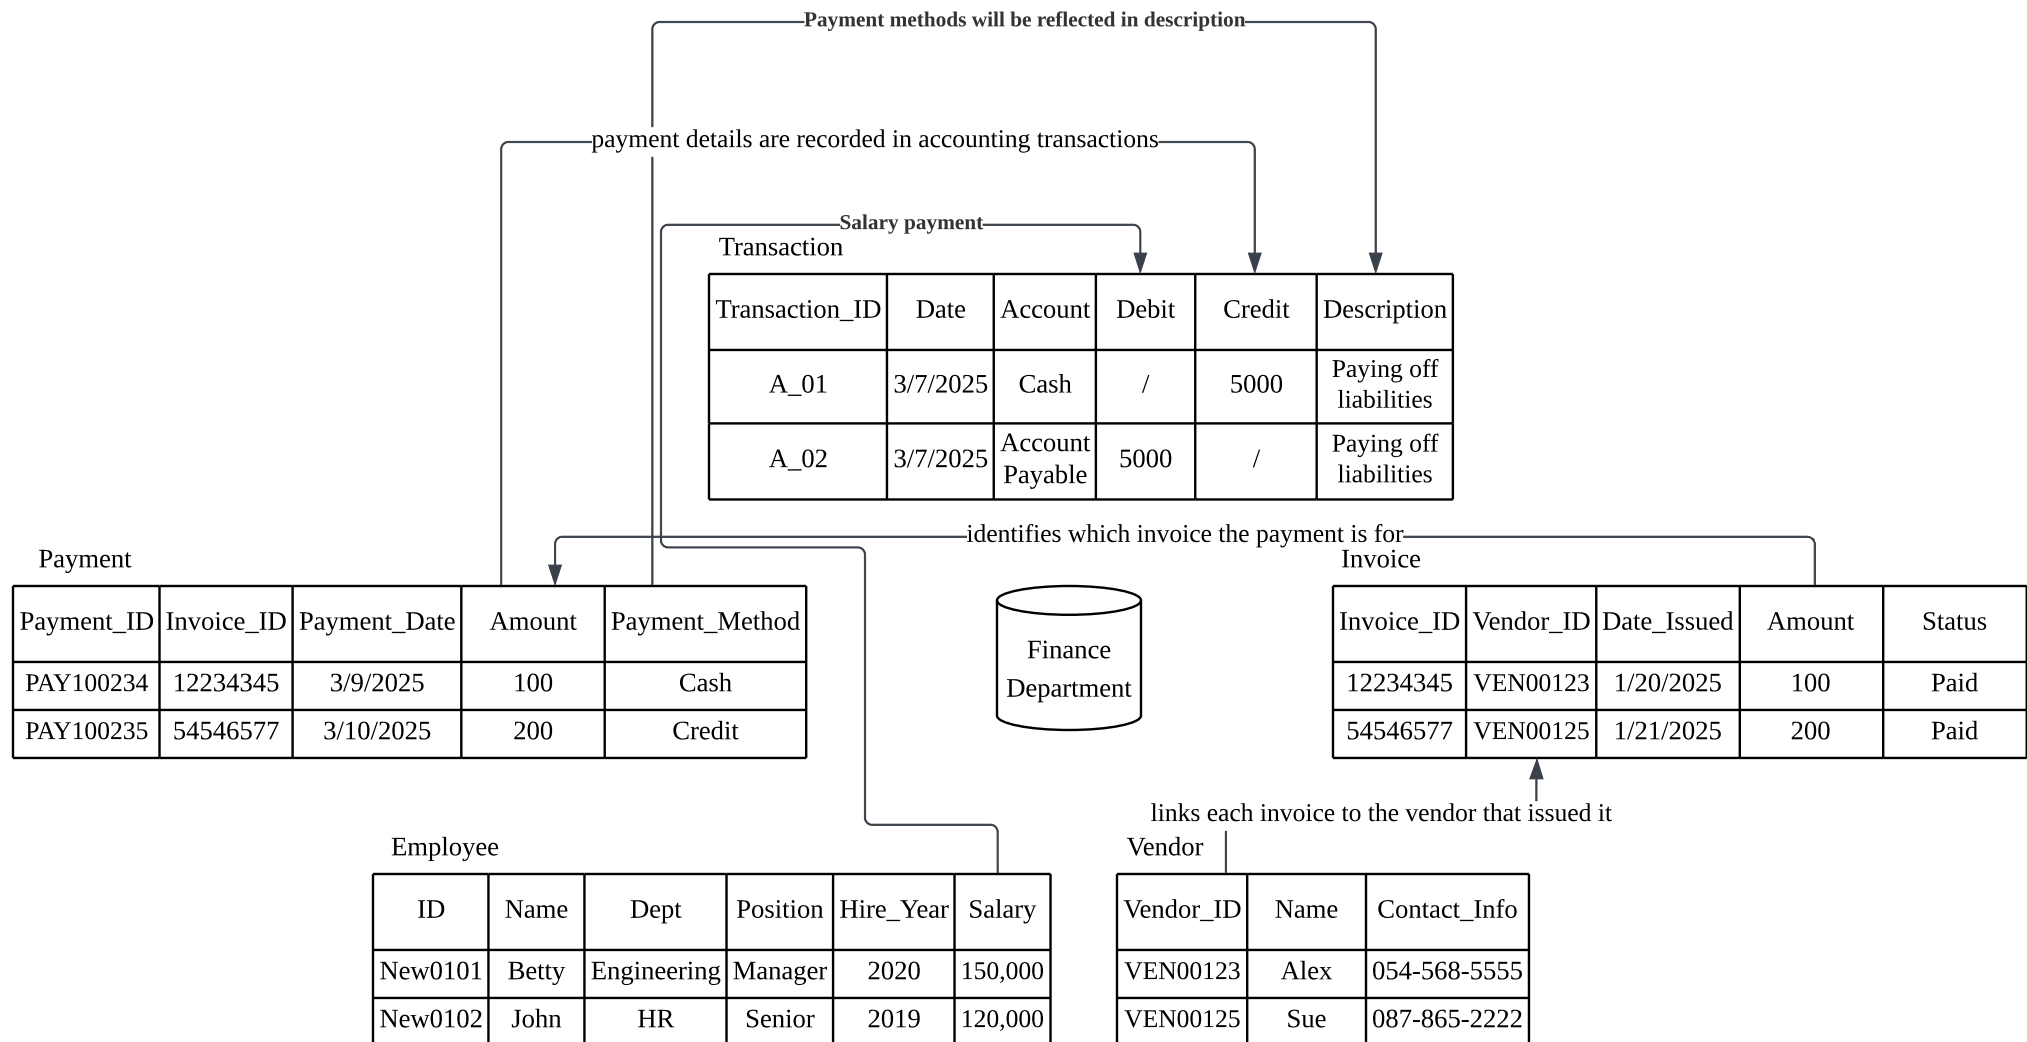 Payment methods will be reflected in description
payment details are recorded in accounting transactions
Salary payment
Transaction
Transaction_ID Date Account Debit Credit Description
A_01 3/7/2025 Cash / 5000 Paying off
liabilities
A_02 3/7/2025 Account
Payable 5000 / Paying off
liabilities
identifies which invoice the payment is for
Payment
Payment_ID Invoice_ID Payment_Date Amount Payment_Method
PAY100234 12234345 3/9/2025 100 Cash
PAY100235 54546577 3/10/2025 200 Credit
Finance
Department
Invoice
Invoice_ID Vendor_ID Date_Issued Amount Status
12234345 VEN00123 1/20/2025 100 Paid
54546577 VEN00125 1/21/2025 200 Paid
links each invoice to the vendor that issued it
Employee
ID Name Dept Position Hire_Year Salary
New0101 Betty Engineering Manager 2020 150,000
New0102 John HR Senior 2019 120,000
Vendor
Vendor_ID Name Contact_Info
VEN00123 Alex 054-568-5555
VEN00125 Sue 087-865-2222